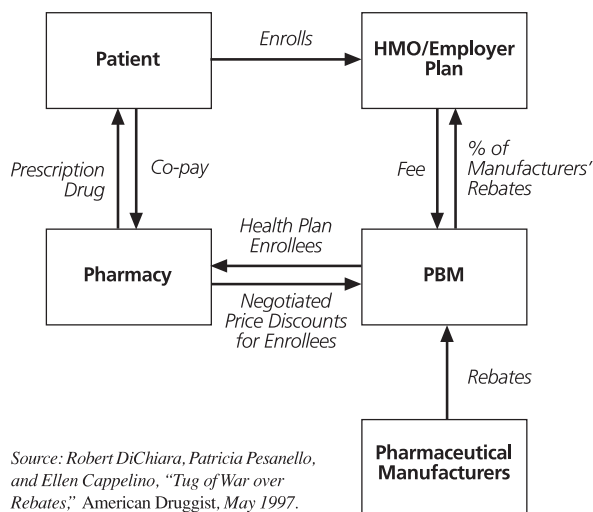 Enrolls
Patient
HMO/Employer
Plan
Prescription
Drug
Co-pay
Fee
% of
Manufacturers’
Rebates
Health Plan
Enrollees
Pharmacy
PBM
Negotiated
Price Discounts
for Enrollees
Rebates
Pharmaceutical
Manufacturers
Source: Robert DiChiara, Patricia Pesanello,
and Ellen Cappelino, “Tug of War over
Rebates,” American Druggist, May 1997.